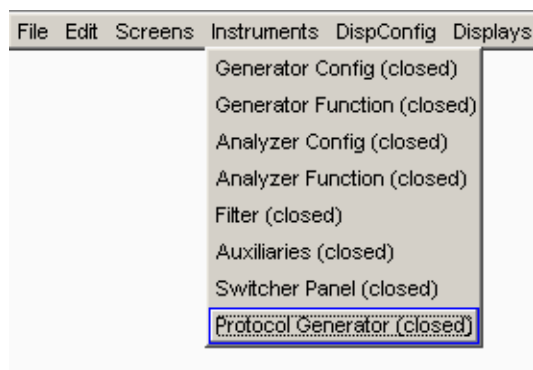 File Edit Screens Instruments DispConfig Displays
Generator Config (closed)
Generator Function (closed)
Analyzer Config (closed)
Analyzer Function (closed)
Filter (closed)
Auxiliaries (closed)
Switcher Panel (closed)
Protocol Generator (closed)